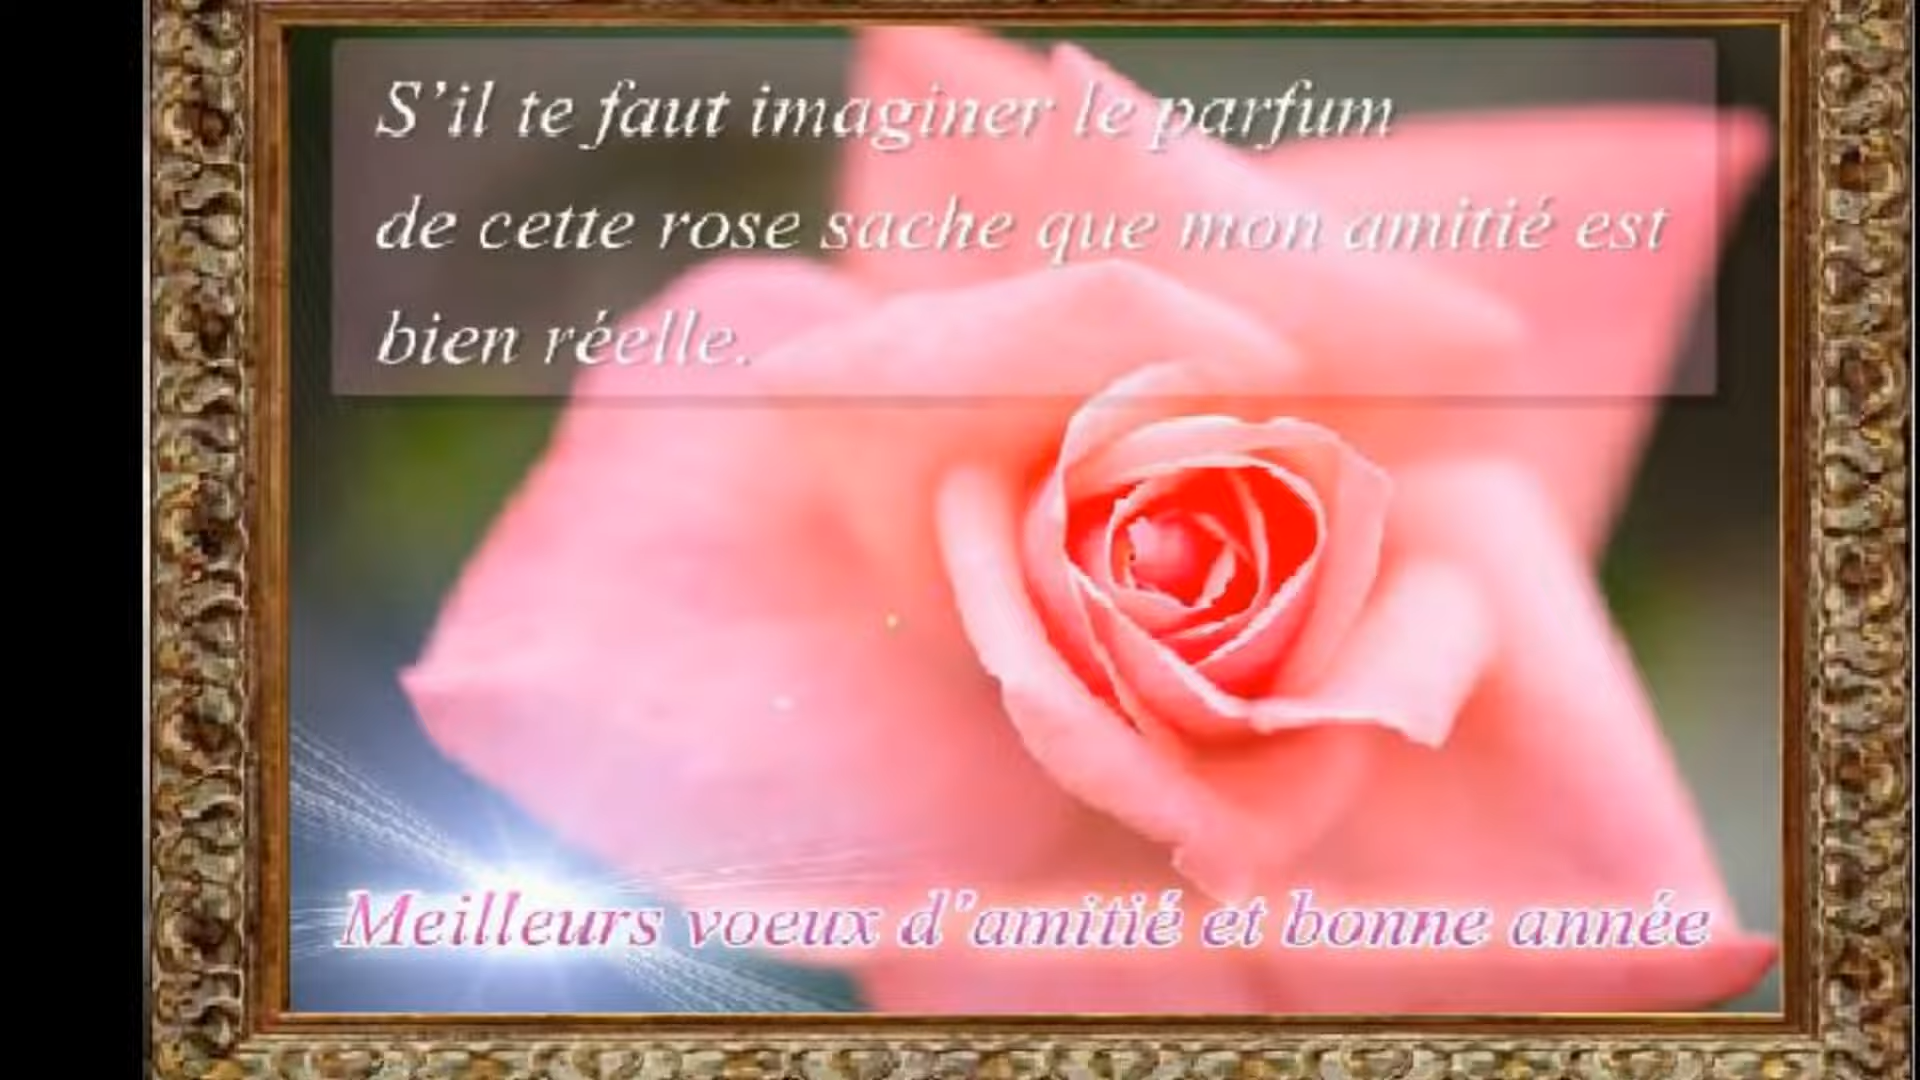 S'il te faut imaginer le parfum
de cette rose sache que mon amitié est
bien réelle.
Meilleurs voeux d'amitié et bonne année